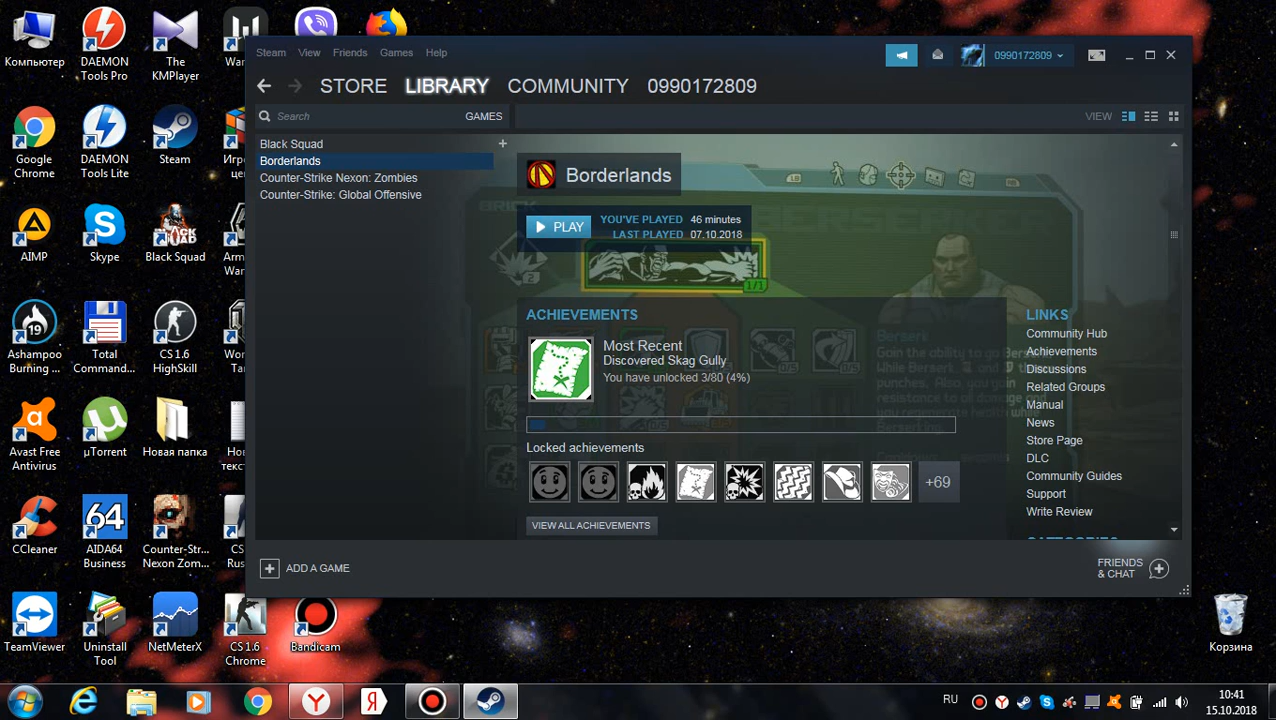 Steam View Friends Games Help
0990172809
STORE LIBRARY COMMUNITY 0990172809
Search GAMES
VIEW
Black Squad
Borderlands
Counter-Strike Nexon: Zombies
Counter-Strike: Global Offensive
Borderlands
PLAY
YOU'VE PLAYED 46 minutes
LAST PLAYED 07.10.2018
BRICK
1/1
ACHIEVEMENTS
Most Recent
Discovered Skag Gully
You have unlocked 3/80 (4%)
Locked achievements
+69
VIEW ALL ACHIEVEMENTS
LINKS
Community Hub
Achievements
Discussions
Related Groups
Manual
News
Store Page
DLC
Community Guides
Support
Write Review
ADD A GAME
FRIENDS
& CHAT
Компьютер
DAEMON
Tools Pro
The
KMPlayer
Google
Chrome
DAEMON
Tools Lite
Steam
AIMP
Skype
Black Squad
19
Ashampoo
Burning ...
Total
Command...
CS 1.6
HighSkill
Avast Free
Antivirus
µTorrent
Новая папка
CCleaner
64
AIDA64
Business
Counter-Str...
Nexon Zom...
TeamViewer
Uninstall
Tool
NetMeterX
CS 1.6
Chrome
Bandicam
Корзина
RU
10:41
15.10.2018